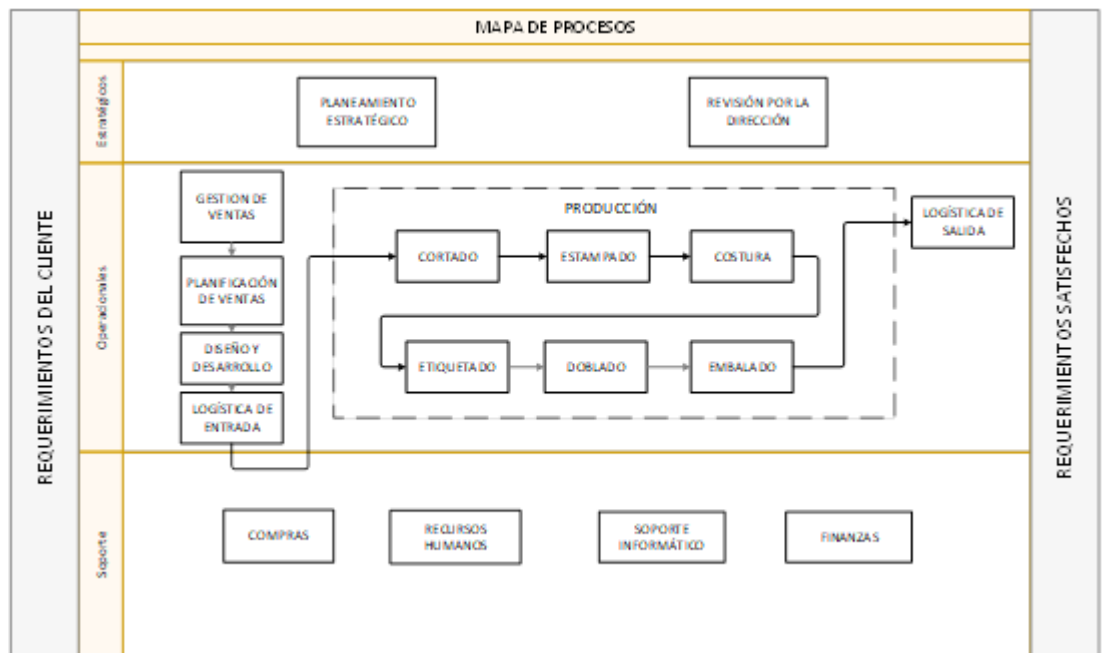 MAPA DE PROCESOS
REQUERIMIENTOS DEL CLIENTE
Estratégicos
PLANEAMIENTO
ESTRATÉGICO
REVISIÓN POR LA
DIRECCIÓN
Operacionales
GESTION DE
VENTAS
PLANIFICACIÓN
DE VENTAS
DISEÑO Y
DESARROLLO
LOGÍSTICA DE
ENTRADA
PRODUCCIÓN
CORTADO
ESTAMPADO
COSTURA
ETIQUETADO
DOBLADO
EMBALADO
LOGÍSTICA DE
SALIDA
Soporte
COMPRAS
RECURSOS
HUMANOS
SOPORTE
INFORMÁTICO
FINANZAS
REQUERIMIENTOS SATISFECHOS